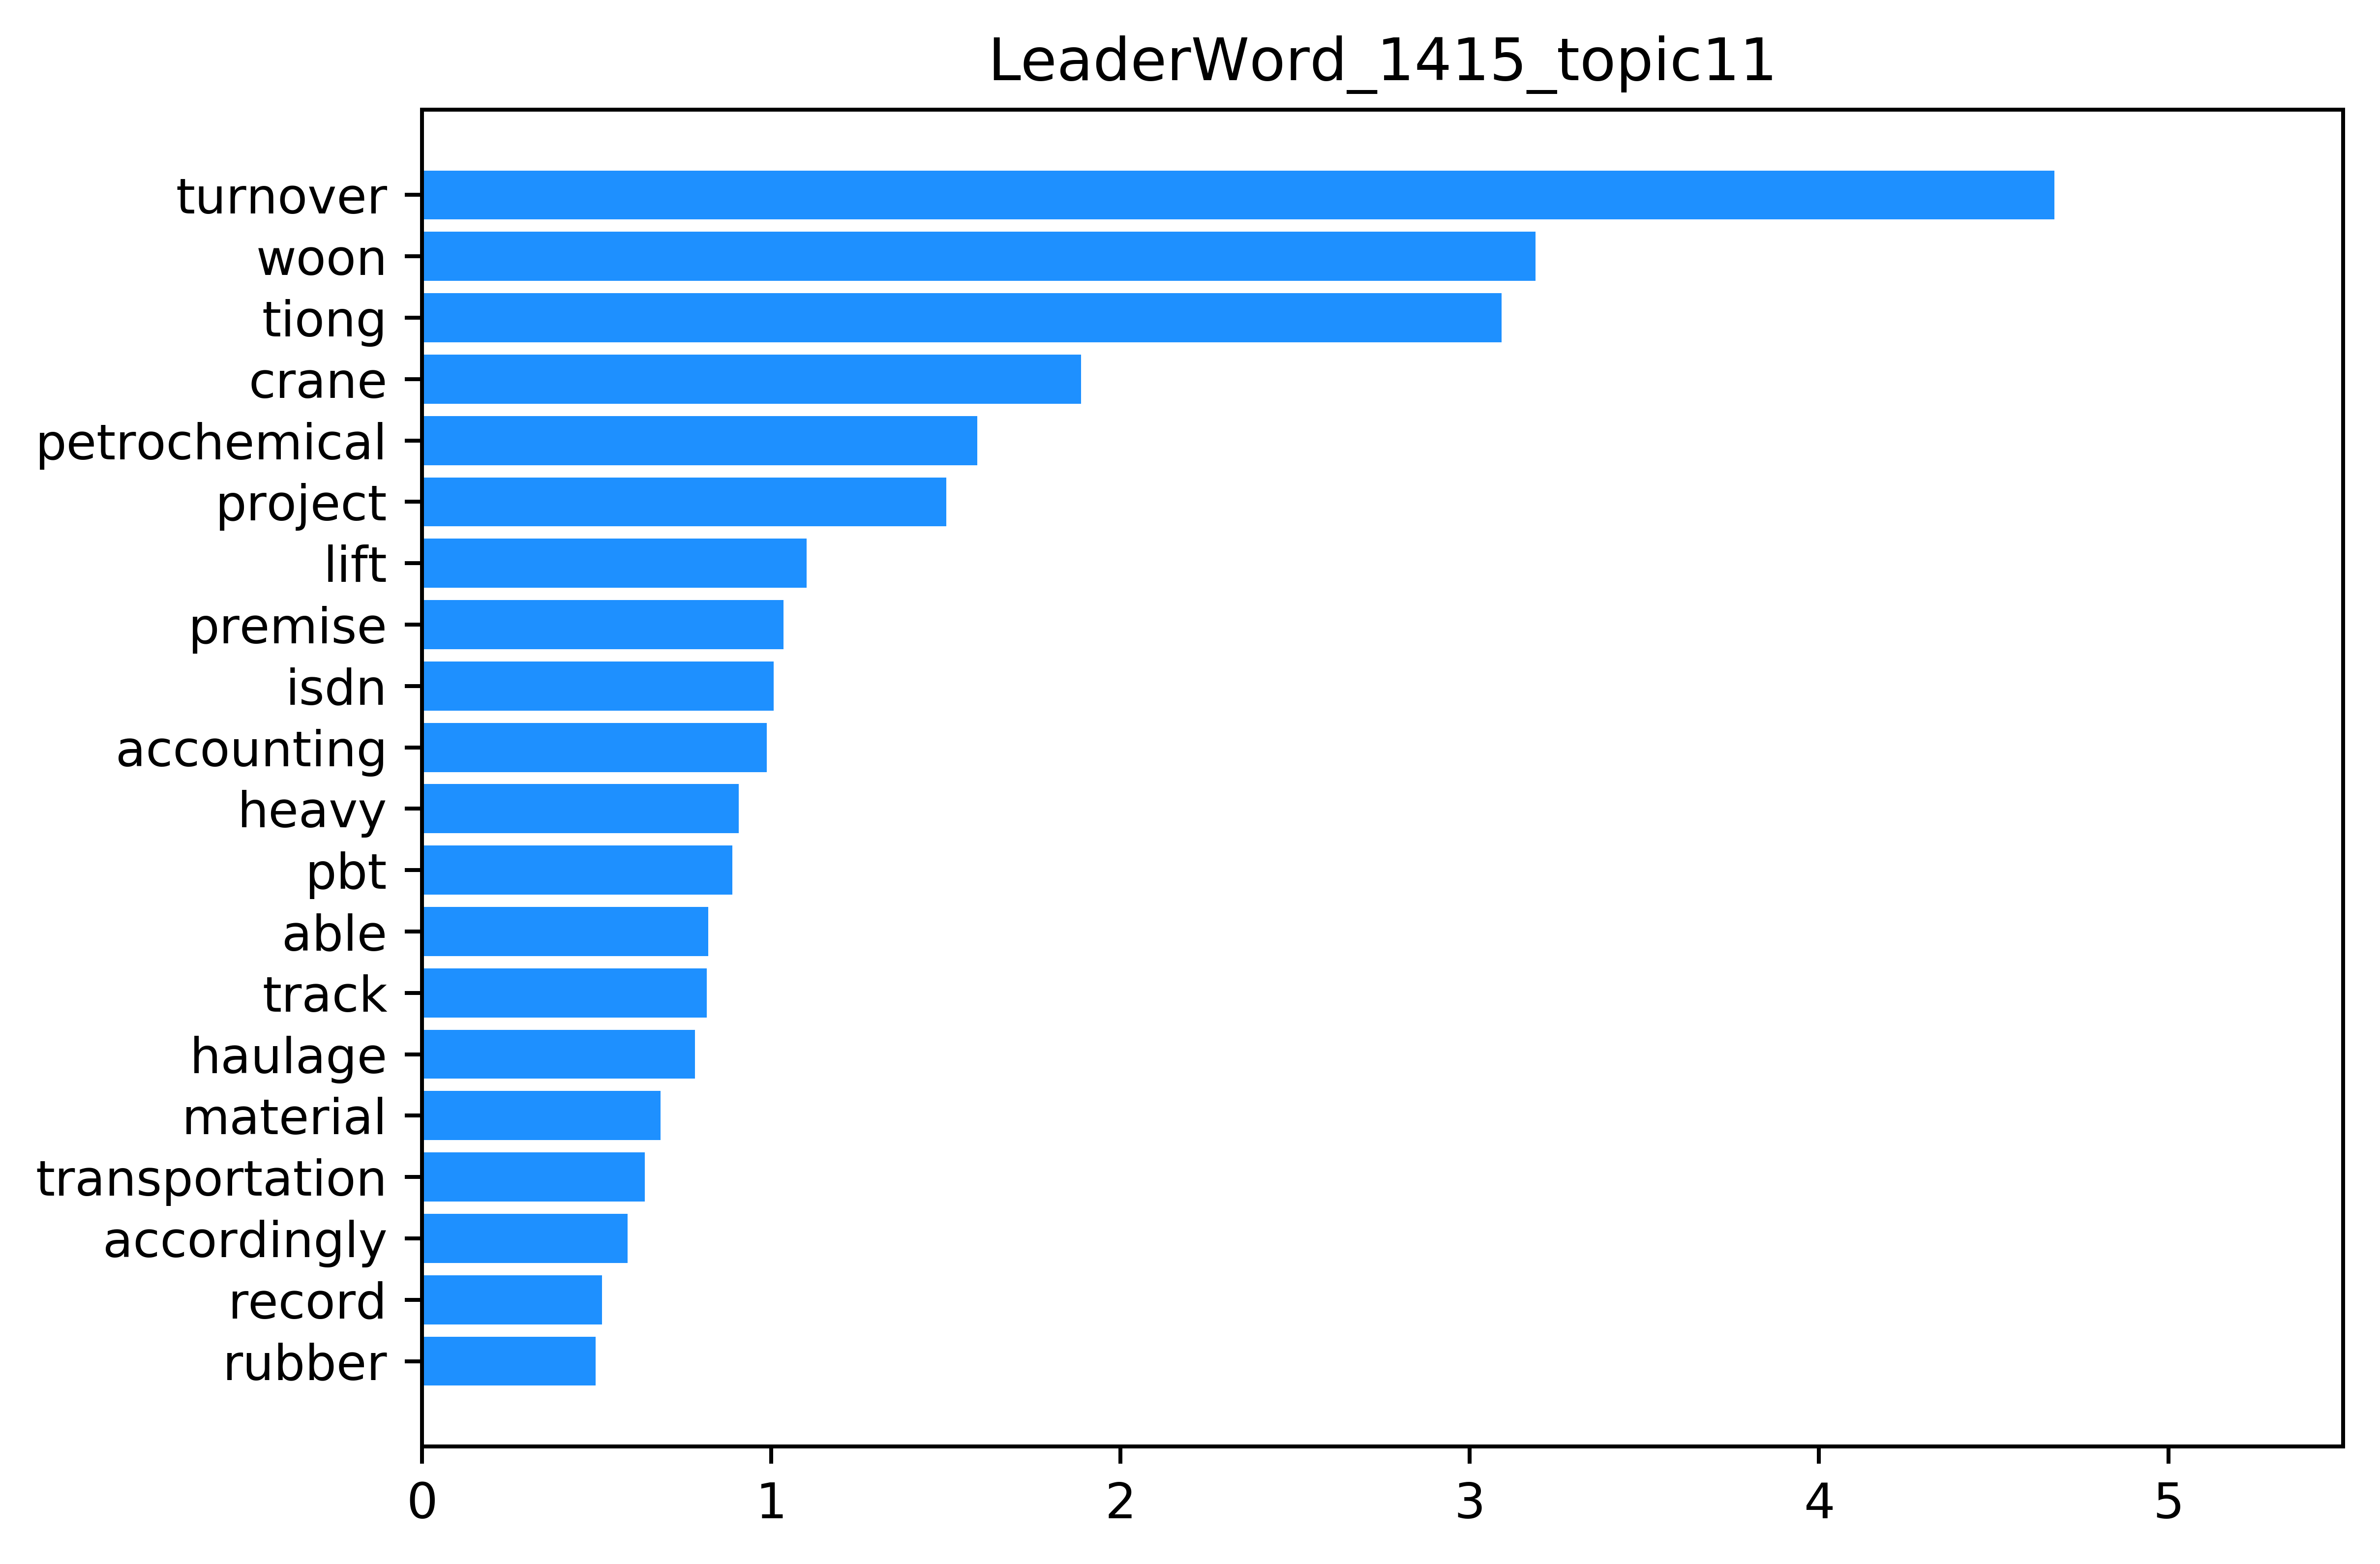 LeaderWord_1415_topic11
turnover
woon
tiong
crane
petrochemical
project
lift
premise
isdn
accounting
heavy
pbt
able
track
haulage
material
transportation
accordingly
record
rubber
0 1 2 3 4 5